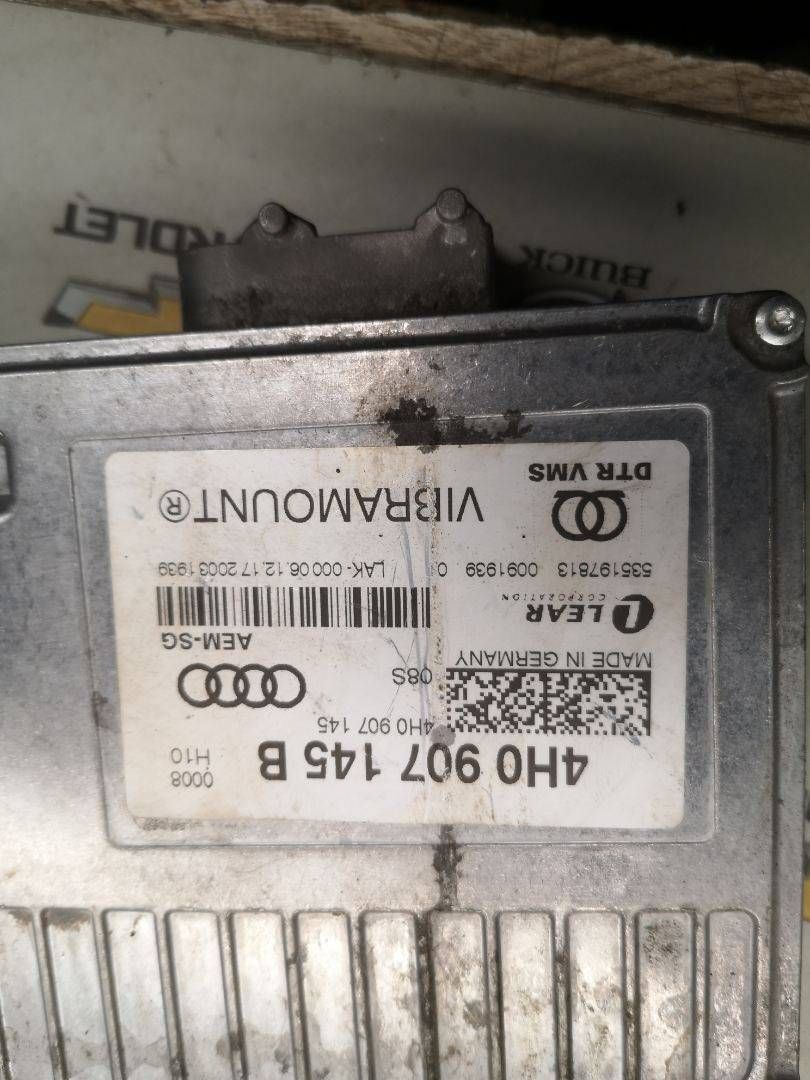 4H0 907 145 B
0008
H10
4H0 907 145
08S
MADE IN GERMANY
AEM-SG
LEAR
CORPORATION
535197813 0091939 LAK-000 06.12.17 2003 1939
DTR VMS
VIBRAMOUNT®
BUICK